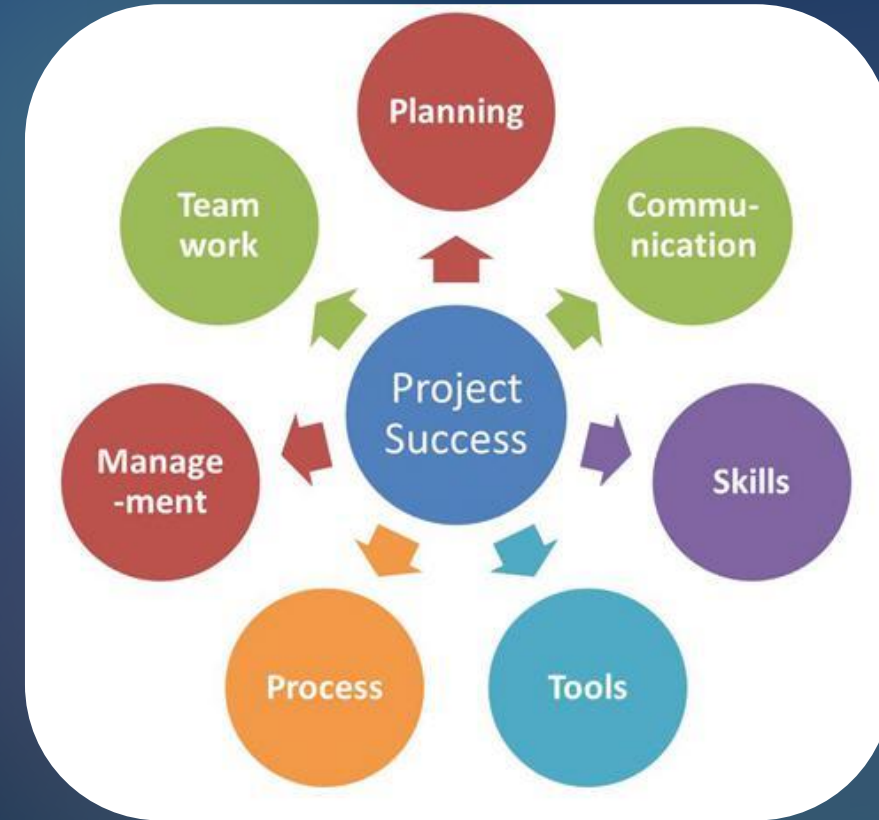 Planning
Team
work
Commu-
nication
Project
Success
Manage
-ment
Skills
Process
Tools